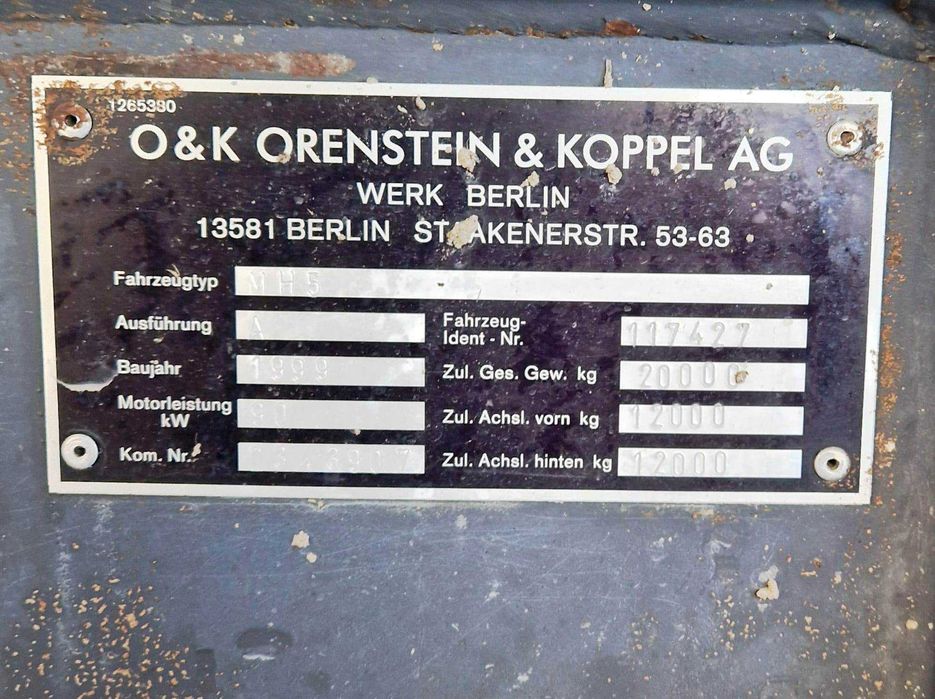 1265380
O&K ORENSTEIN & KOPPEL AG
WERK BERLIN
13581 BERLIN STAAKENERSTR. 53-63
Fahrzeugtyp MH5
Ausführung A
Fahrzeug-Ident - Nr. 117427
Baujahr 1999
Zul. Ges. Gew. kg 20000
Motorleistung kW 90
Zul. Achsl. vorn kg 12000
Kom. Nr.
Zul. Achsl. hinten kg 12000